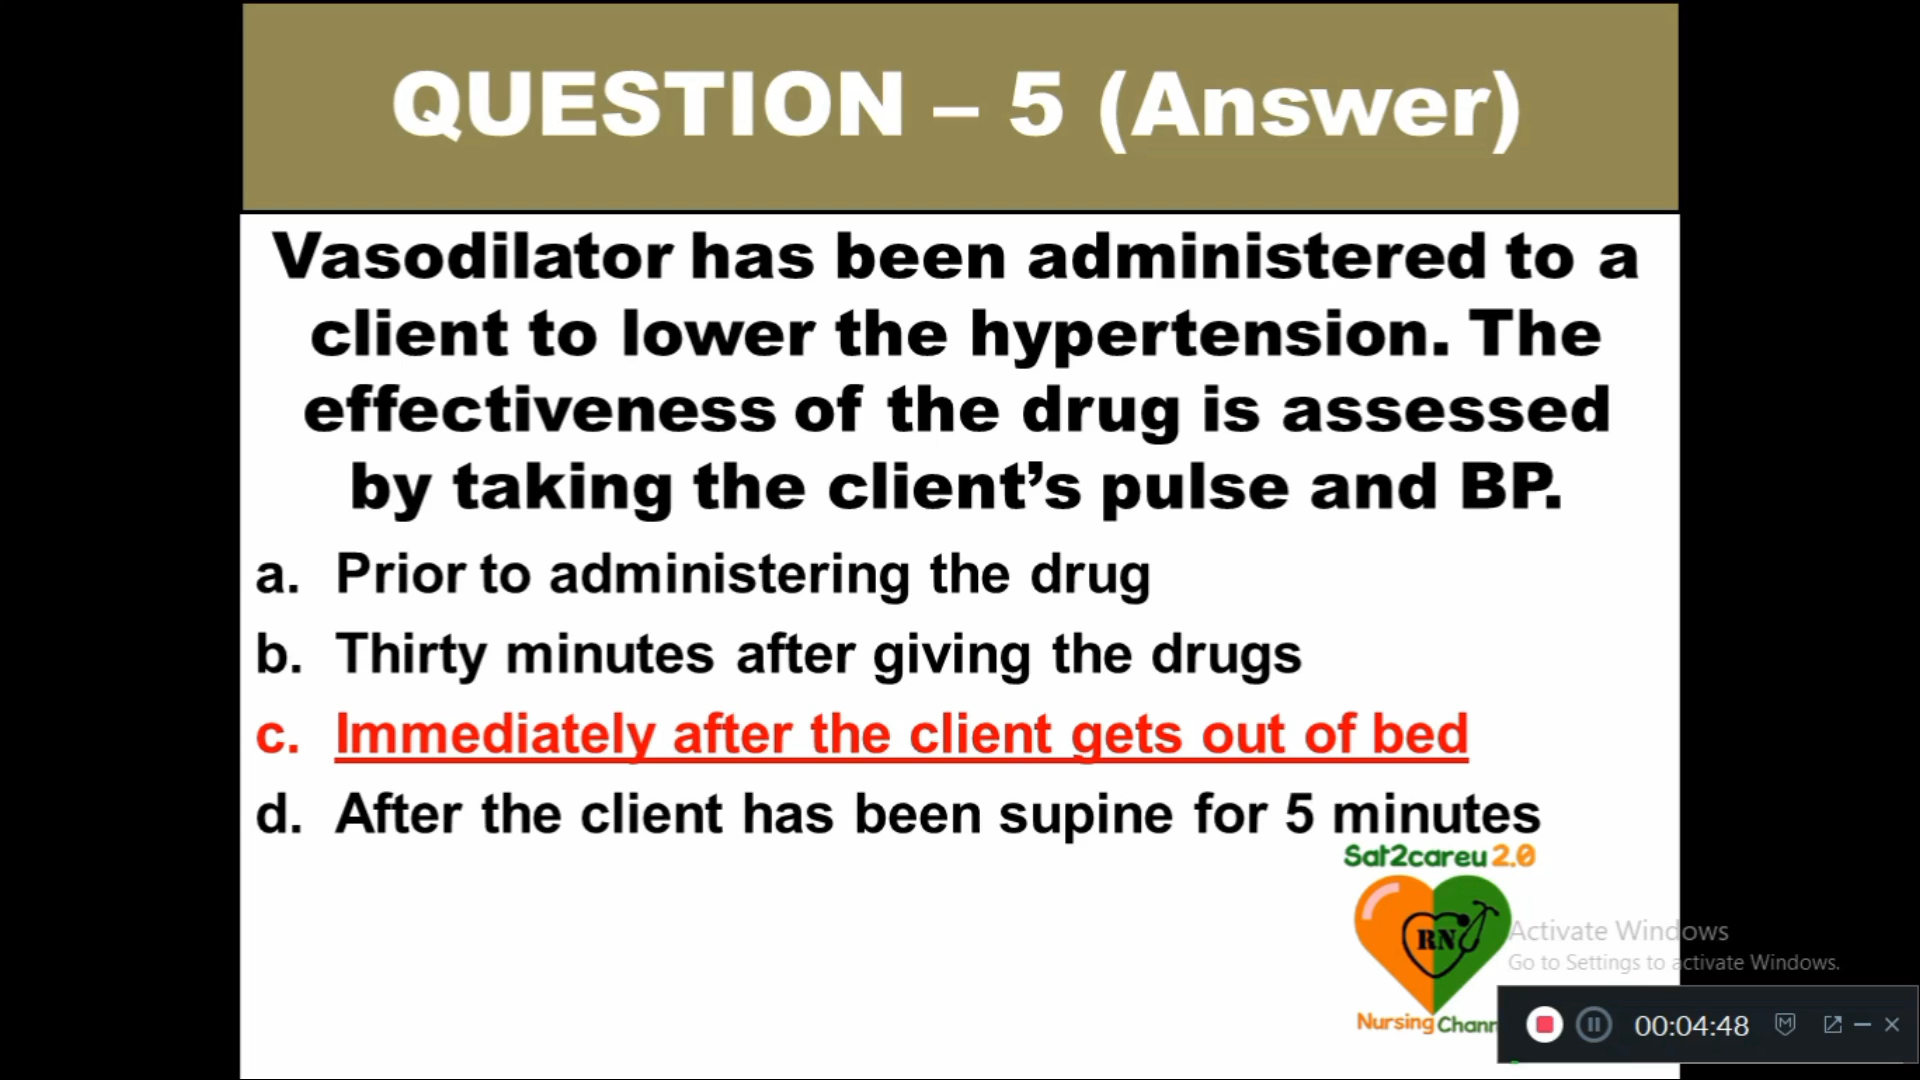 QUESTION – 5 (Answer)
Vasodilator has been administered to a
client to lower the hypertension. The
effectiveness of the drug is assessed
by taking the client’s pulse and BP.
a. Prior to administering the drug
b. Thirty minutes after giving the drugs
c. Immediately after the client gets out of bed
d. After the client has been supine for 5 minutes
Sat2careu 2.0
RN
Activate Windows
Go to Settings to activate Windows.
Nursing Chann
00:04:48